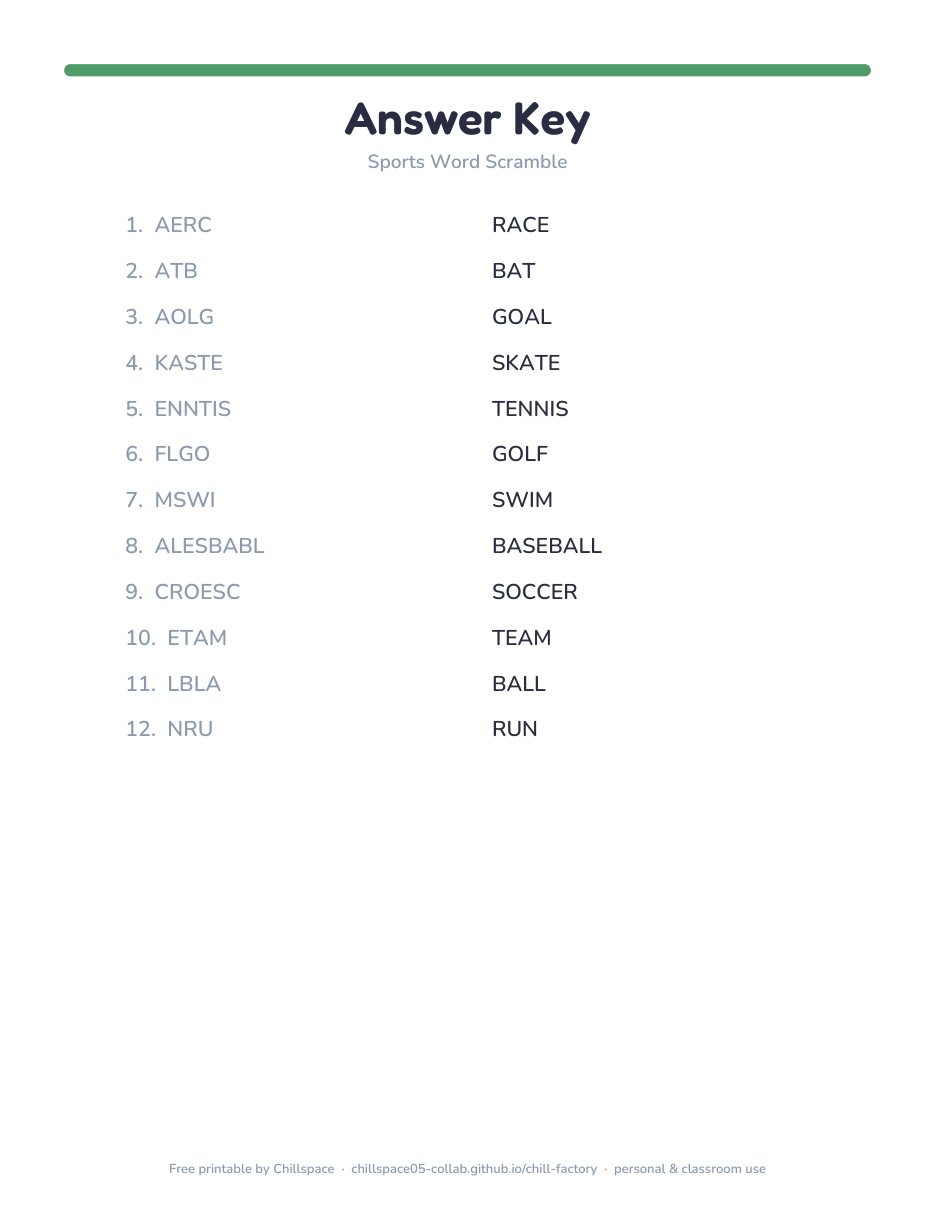 Answer Key
Sports Word Scramble
1. AERC RACE
2. ATB BAT
3. AOLG GOAL
4. KASTE SKATE
5. ENNTIS TENNIS
6. FLGO GOLF
7. MSWI SWIM
8. ALESBABL BASEBALL
9. CROESC SOCCER
10. ETAM TEAM
11. LBLA BALL
12. NRU RUN
Free printable by Chillspace · chillspace05-collab.github.io/chill-factory · personal & classroom use